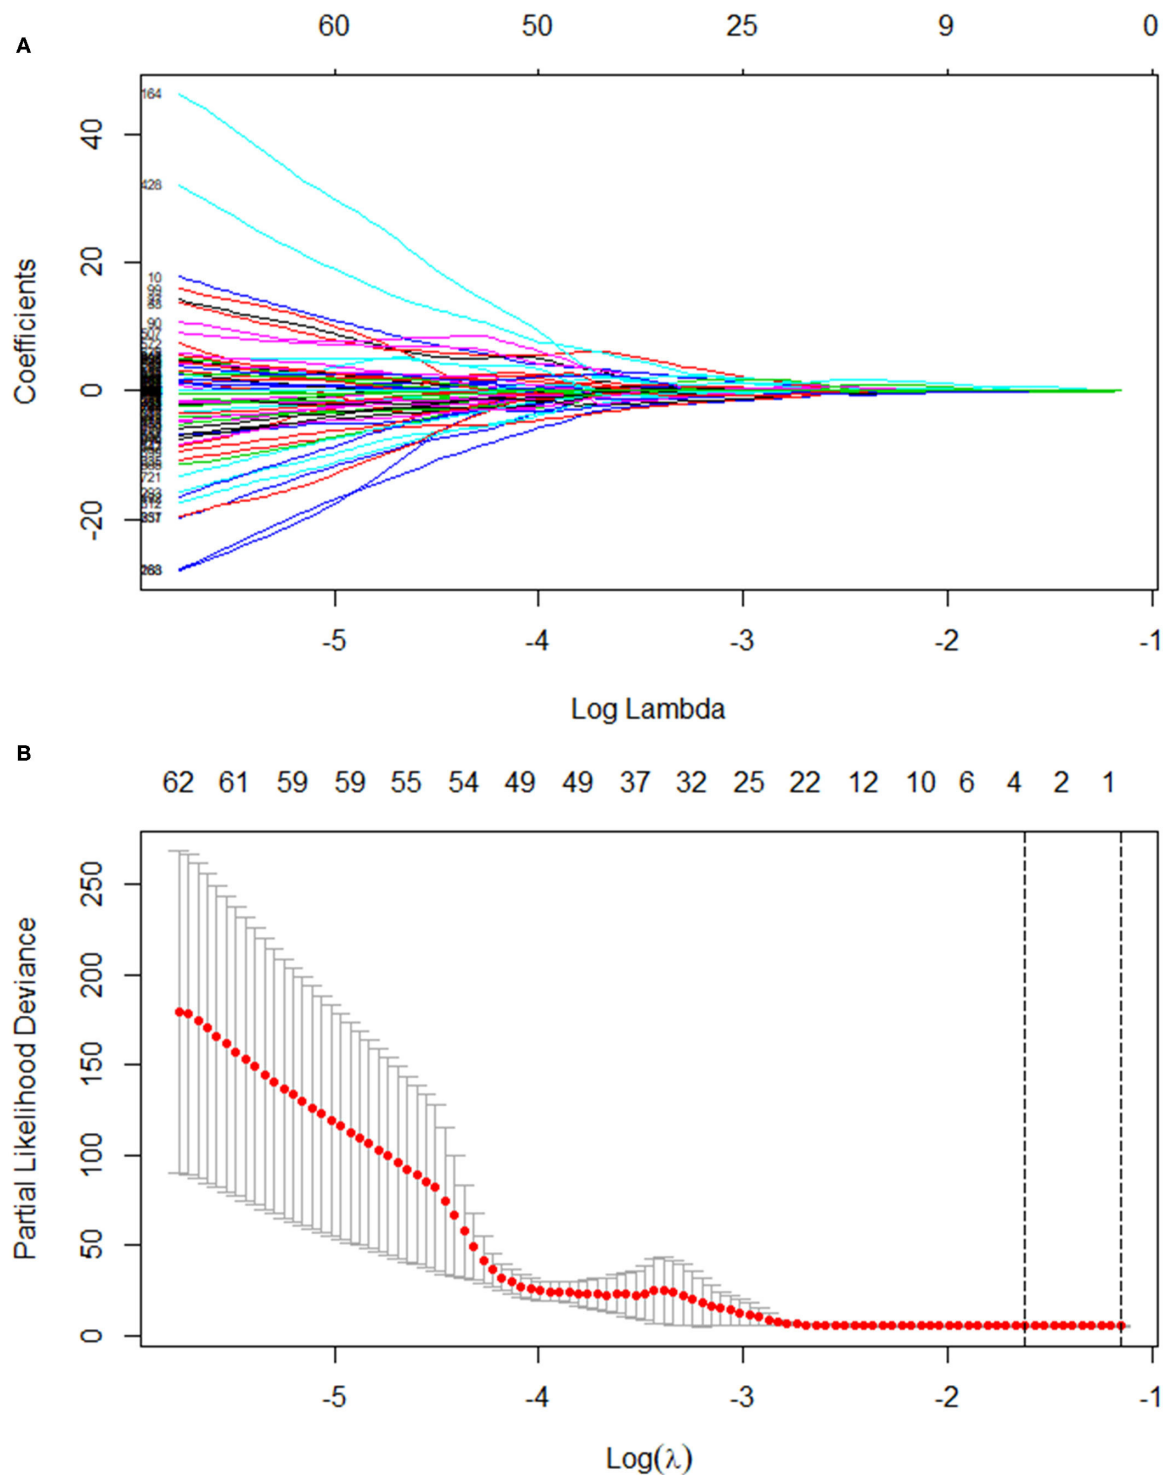 A
60 50 25 9 0
Coefficients
40
20
0
-20
164
428
10
90
721
-5 -4 -3 -2 -1
Log Lambda
B
62 61 59 59 55 54 49 49 37 32 25 22 12 10 6 4 2 1
Partial Likelihood Deviance
250
200
150
100
50
0
-5 -4 -3 -2 -1
Log(λ)